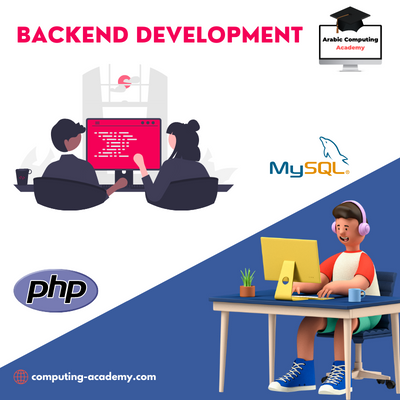 BACKEND DEVELOPMENT
Arabic Computing
Academy
MySQL®
php
computing-academy.com